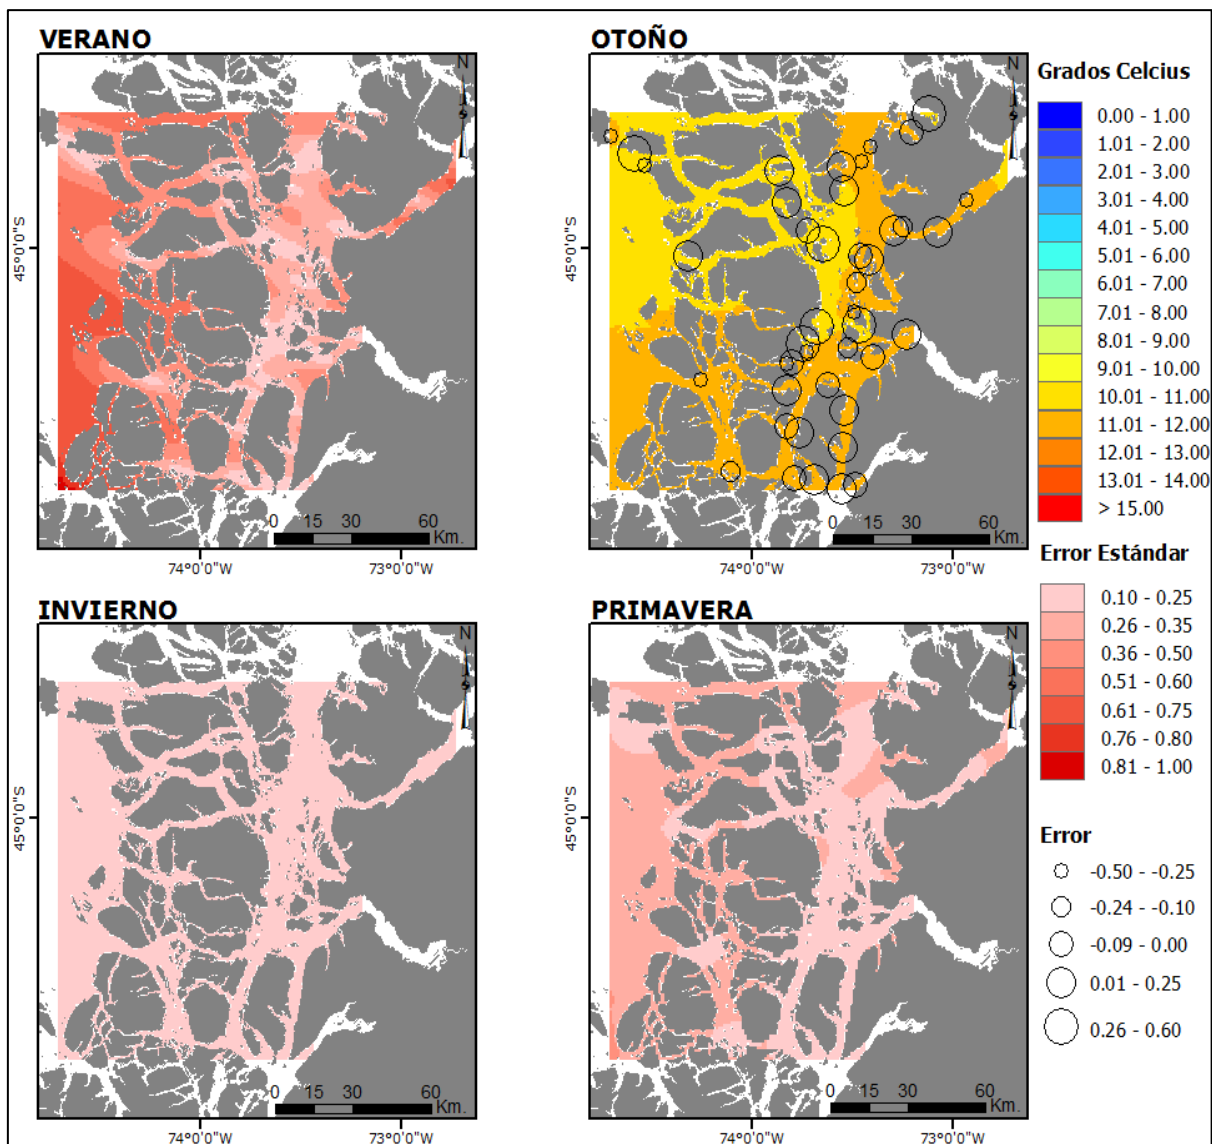 VERANO
N
45°0'0"S
0 15 30 60
Km.
74°0'0"W 73°0'0"W
OTOÑO
N
45°0'0"S
0 15 30 60
Km.
74°0'0"W 73°0'0"W
Grados Celcius
0.00 - 1.00
1.01 - 2.00
2.01 - 3.00
3.01 - 4.00
4.01 - 5.00
5.01 - 6.00
6.01 - 7.00
7.01 - 8.00
8.01 - 9.00
9.01 - 10.00
10.01 - 11.00
11.01 - 12.00
12.01 - 13.00
13.01 - 14.00
> 15.00
Error Estándar
0.10 - 0.25
0.26 - 0.35
0.36 - 0.50
0.51 - 0.60
0.61 - 0.75
0.76 - 0.80
0.81 - 1.00
Error
-0.50 - -0.25
-0.24 - -0.10
-0.09 - 0.00
0.01 - 0.25
0.26 - 0.60
INVIERNO
N
45°0'0"S
0 15 30 60
Km.
74°0'0"W 73°0'0"W
PRIMAVERA
N
45°0'0"S
0 15 30 60
Km.
74°0'0"W 73°0'0"W